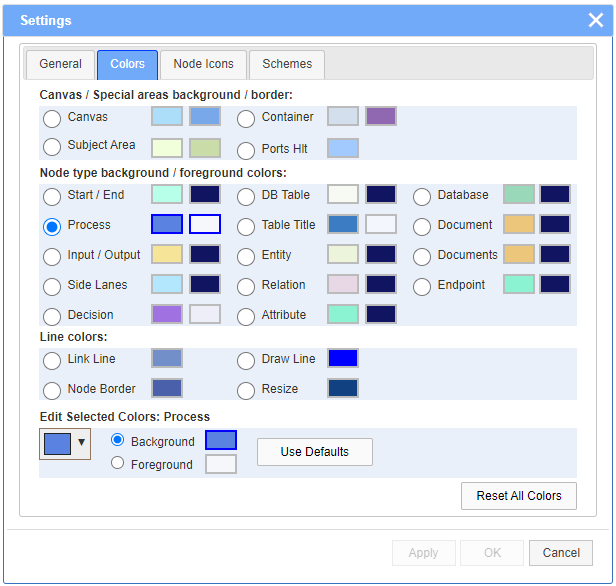 Settings
General Colors Node Icons Schemes
Canvas / Special areas background / border:
Canvas Container
Subject Area Ports Hlt
Node type background / foreground colors:
Start / End DB Table Database
Process Table Title Document
Input / Output Entity Documents
Side Lanes Relation Endpoint
Decision Attribute
Line colors:
Link Line Draw Line
Node Border Resize
Edit Selected Colors: Process
Background
Use Defaults
Foreground
Reset All Colors
Apply OK Cancel